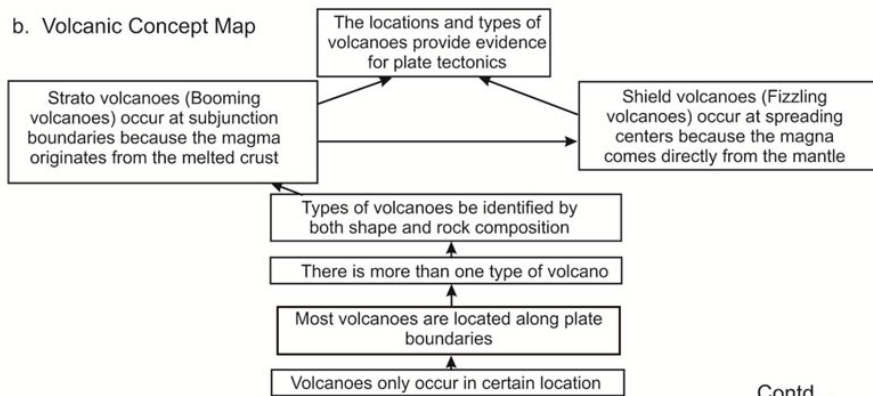 b. Volcanic Concept Map
The locations and types of
volcanoes provide evidence
for plate tectonics
Strato volcanoes (Booming
volcanoes) occur at subjunction
boundaries because the magma
originates from the melted crust
Shield volcanoes (Fizzling
volcanoes) occur at spreading
centers because the magna
comes directly from the mantle
Types of volcanoes be identified by
both shape and rock composition
There is more than one type of volcano
Most volcanoes are located along plate
boundaries
Volcanoes only occur in certain location
Contd...